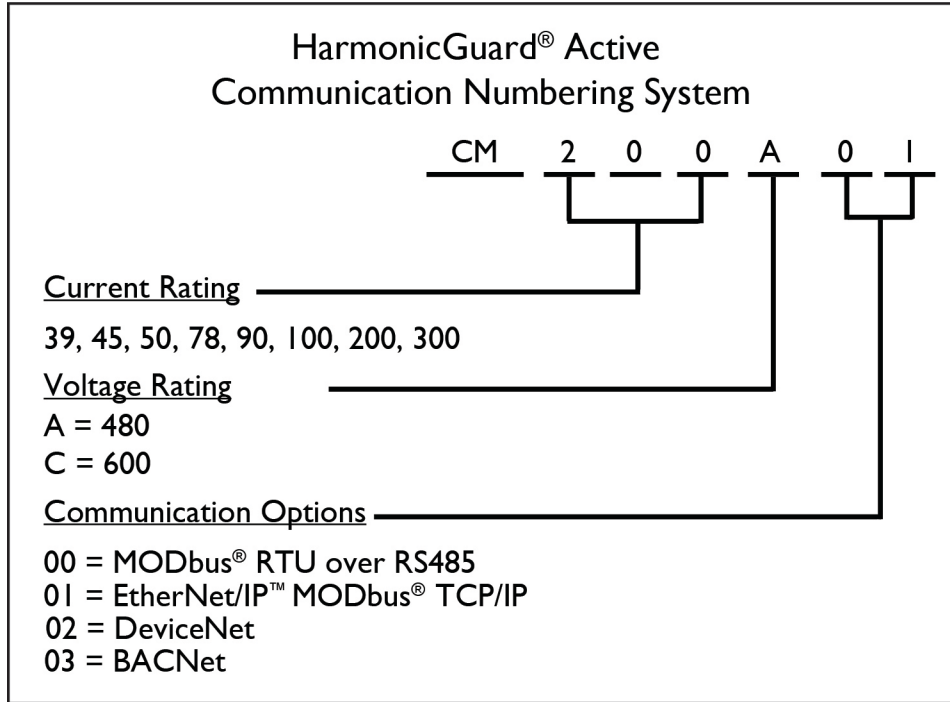 HarmonicGuard® Active
Communication Numbering System
CM 2 0 0 A 0 1
Current Rating
39, 45, 50, 78, 90, 100, 200, 300
Voltage Rating
A = 480
C = 600
Communication Options
00 = MODbus® RTU over RS485
01 = EtherNet/IP™ MODbus® TCP/IP
02 = DeviceNet
03 = BACNet